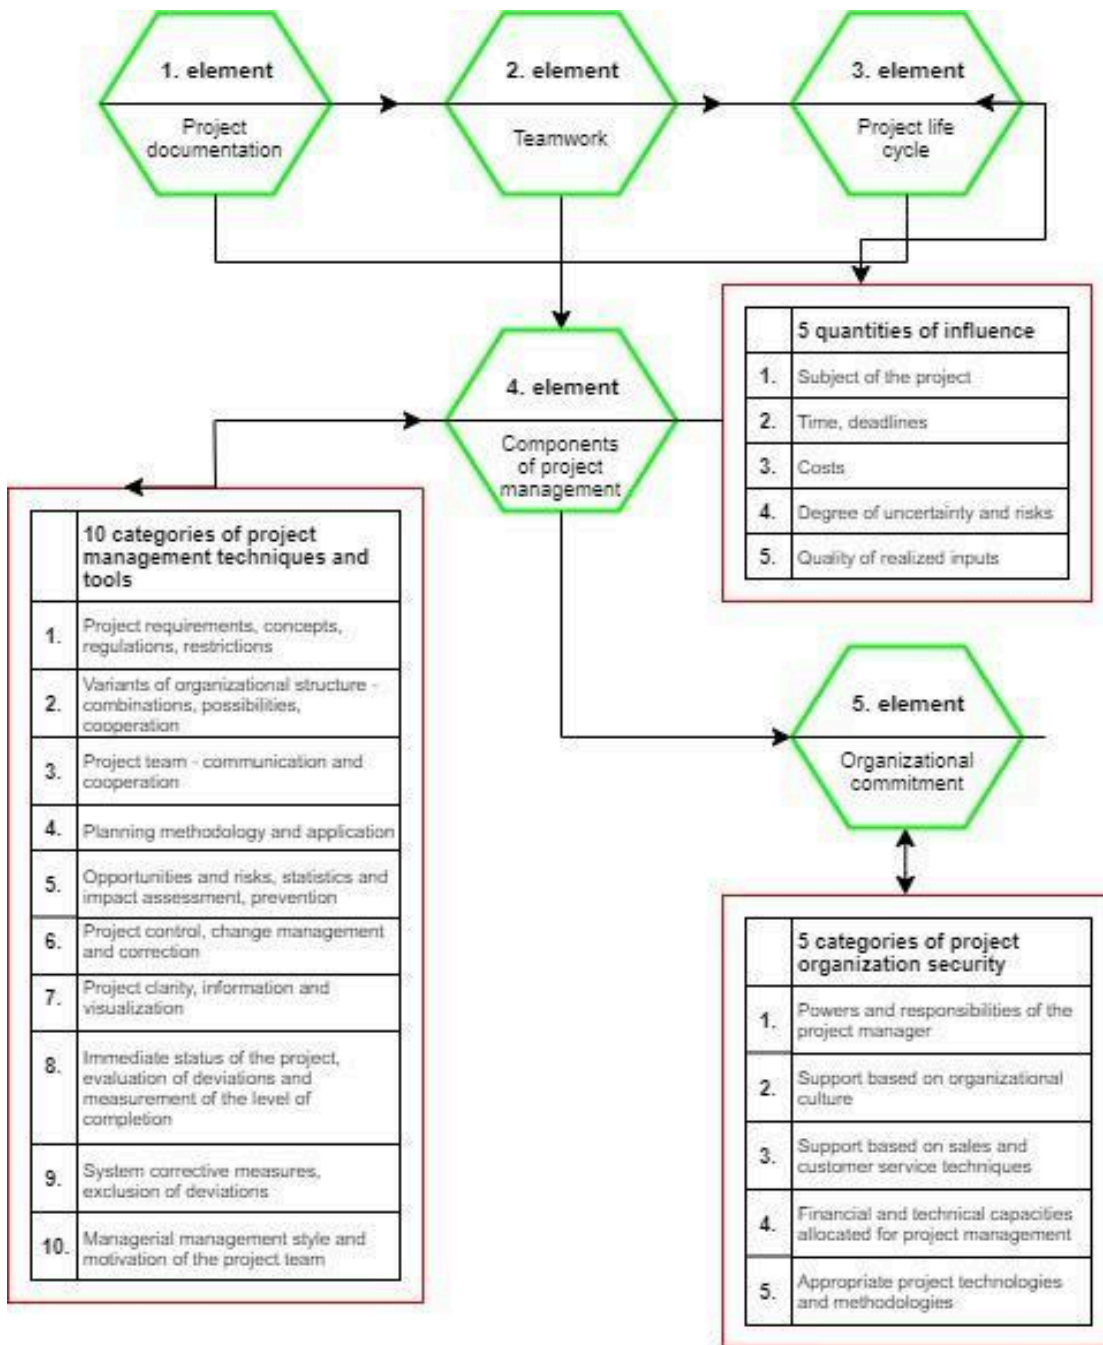 1. element
Project
documentation
2. element
Teamwork
3. element
Project life
cycle
4. element
Components
of project
management
5 quantities of influence
1. Subject of the project
2. Time, deadlines
3. Costs
4. Degree of uncertainty and risks
5. Quality of realized inputs
10 categories of project
management techniques and
tools
1. Project requirements, concepts,
regulations, restrictions
2. Variants of organizational structure -
combinations, possibilities,
cooperation
3. Project team - communication and
cooperation
4. Planning methodology and application
5. Opportunities and risks, statistics and
impact assessment, prevention
6. Project control, change management
and correction
7. Project clarity, information and
visualization
8. Immediate status of the project,
evaluation of deviations and
measurement of the level of
completion
9. System corrective measures,
exclusion of deviations
10. Managerial management style and
motivation of the project team
5. element
Organizational
commitment
5 categories of project
organization security
1. Powers and responsibilities of the
project manager
2. Support based on organizational
culture
3. Support based on sales and
customer service techniques
4. Financial and technical capacities
allocated for project management
5. Appropriate project technologies
and methodologies